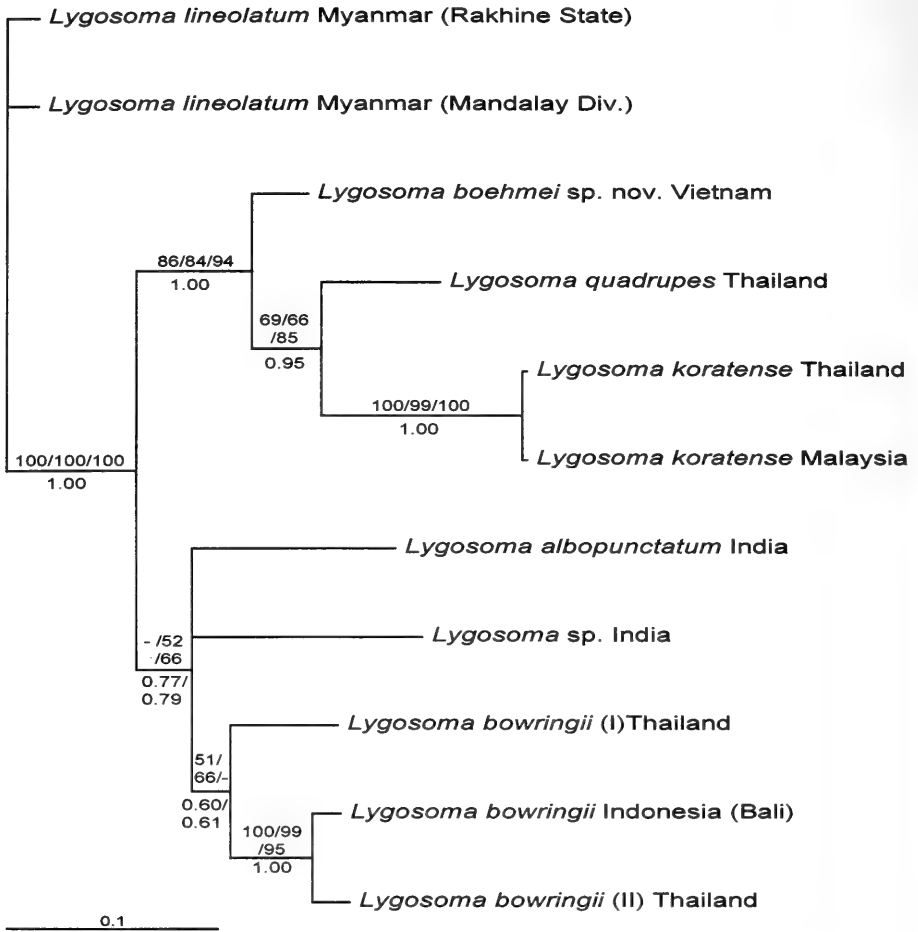 Lygosoma lineolatum Myanmar (Rakhine State)
Lygosoma lineolatum Myanmar (Mandalay Div.)
Lygosoma boehmei sp. nov. Vietnam
86/84/94
1.00
Lygosoma quadrupes Thailand
69/66
/85
0.95
Lygosoma koratense Thailand
100/99/100
1.00
Lygosoma koratense Malaysia
100/100/100
1.00
Lygosoma albopunctatum India
Lygosoma sp. India
- /52
/66
0.77/
0.79
Lygosoma bowringii (I)Thailand
51/
66/-
0.60/
0.61
Lygosoma bowringii Indonesia (Bali)
100/99
/95
1.00
Lygosoma bowringii (II) Thailand
0.1